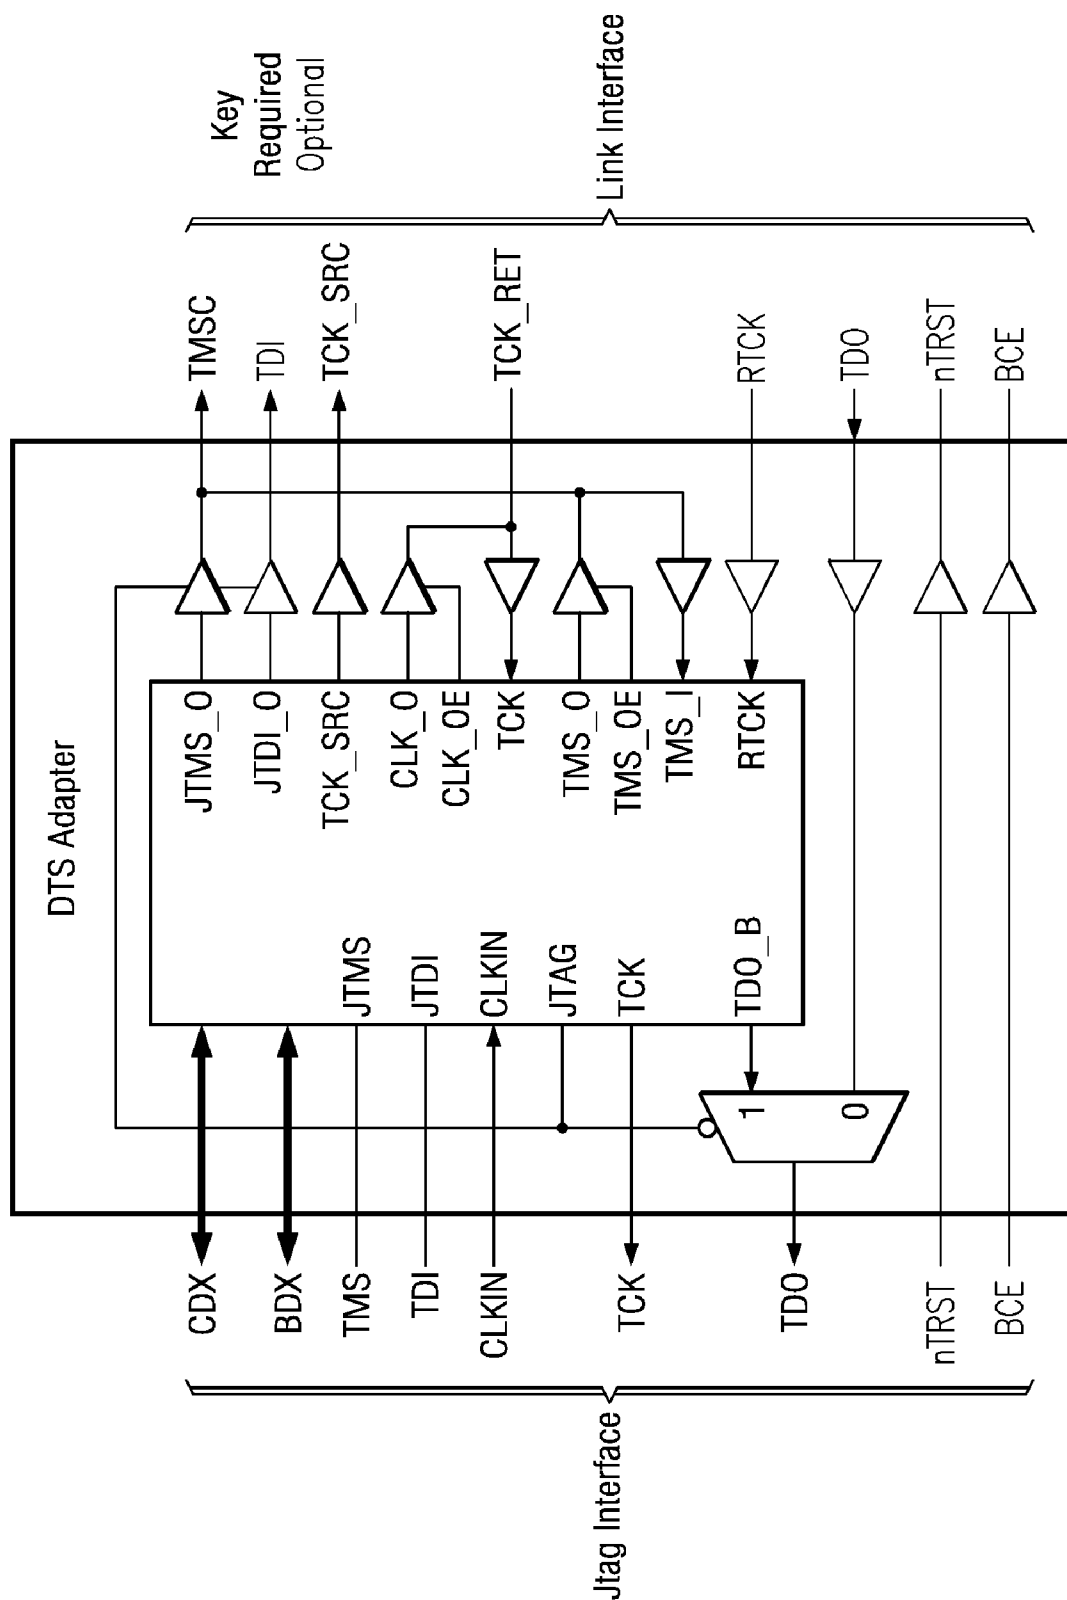 Key
Required
Optional
Link Interface
TMSC
TDI
TCK_SRC
TCK_RET
RTCK
TDO
nTRST
BCE
DTS Adapter
JTMS_O
JTDI_O
TCK_SRC
CLK_O
CLK_OE
TCK
TMS_O
TMS_OE
TMS_I
RTCK
JTMS
JTDI
CLKIN
JTAG
TCK
TDO_B
1
0
CDX
BDX
TMS
TDI
CLKIN
TCK
TDO
nTRST
BCE
Jtag Interface